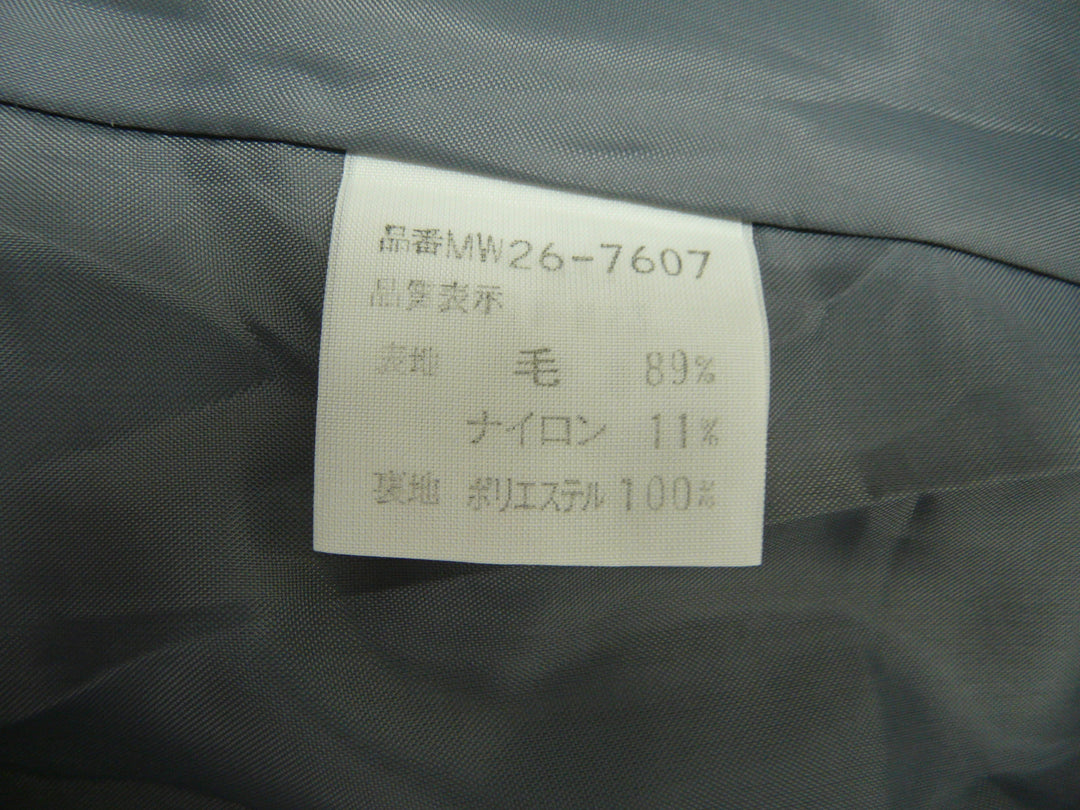 品番MW26-7607
品質表示
表地 毛 89%
ナイロン 11%
裏地 ポリエステル 100%